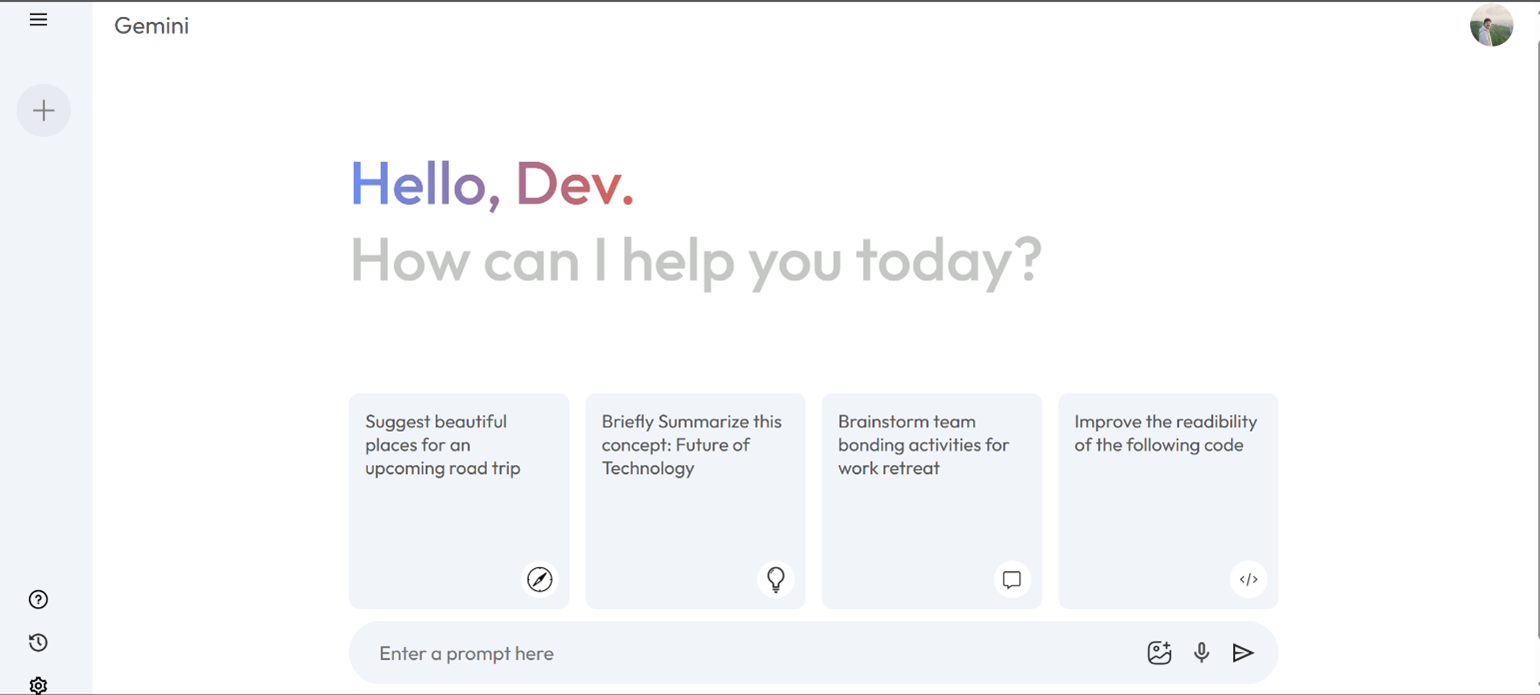 Gemini
Hello, Dev.
How can I help you today?
Suggest beautiful
places for an
upcoming road trip
Briefly Summarize this
concept: Future of
Technology
Brainstorm team
bonding activities for
work retreat
Improve the readibility
of the following code
Enter a prompt here